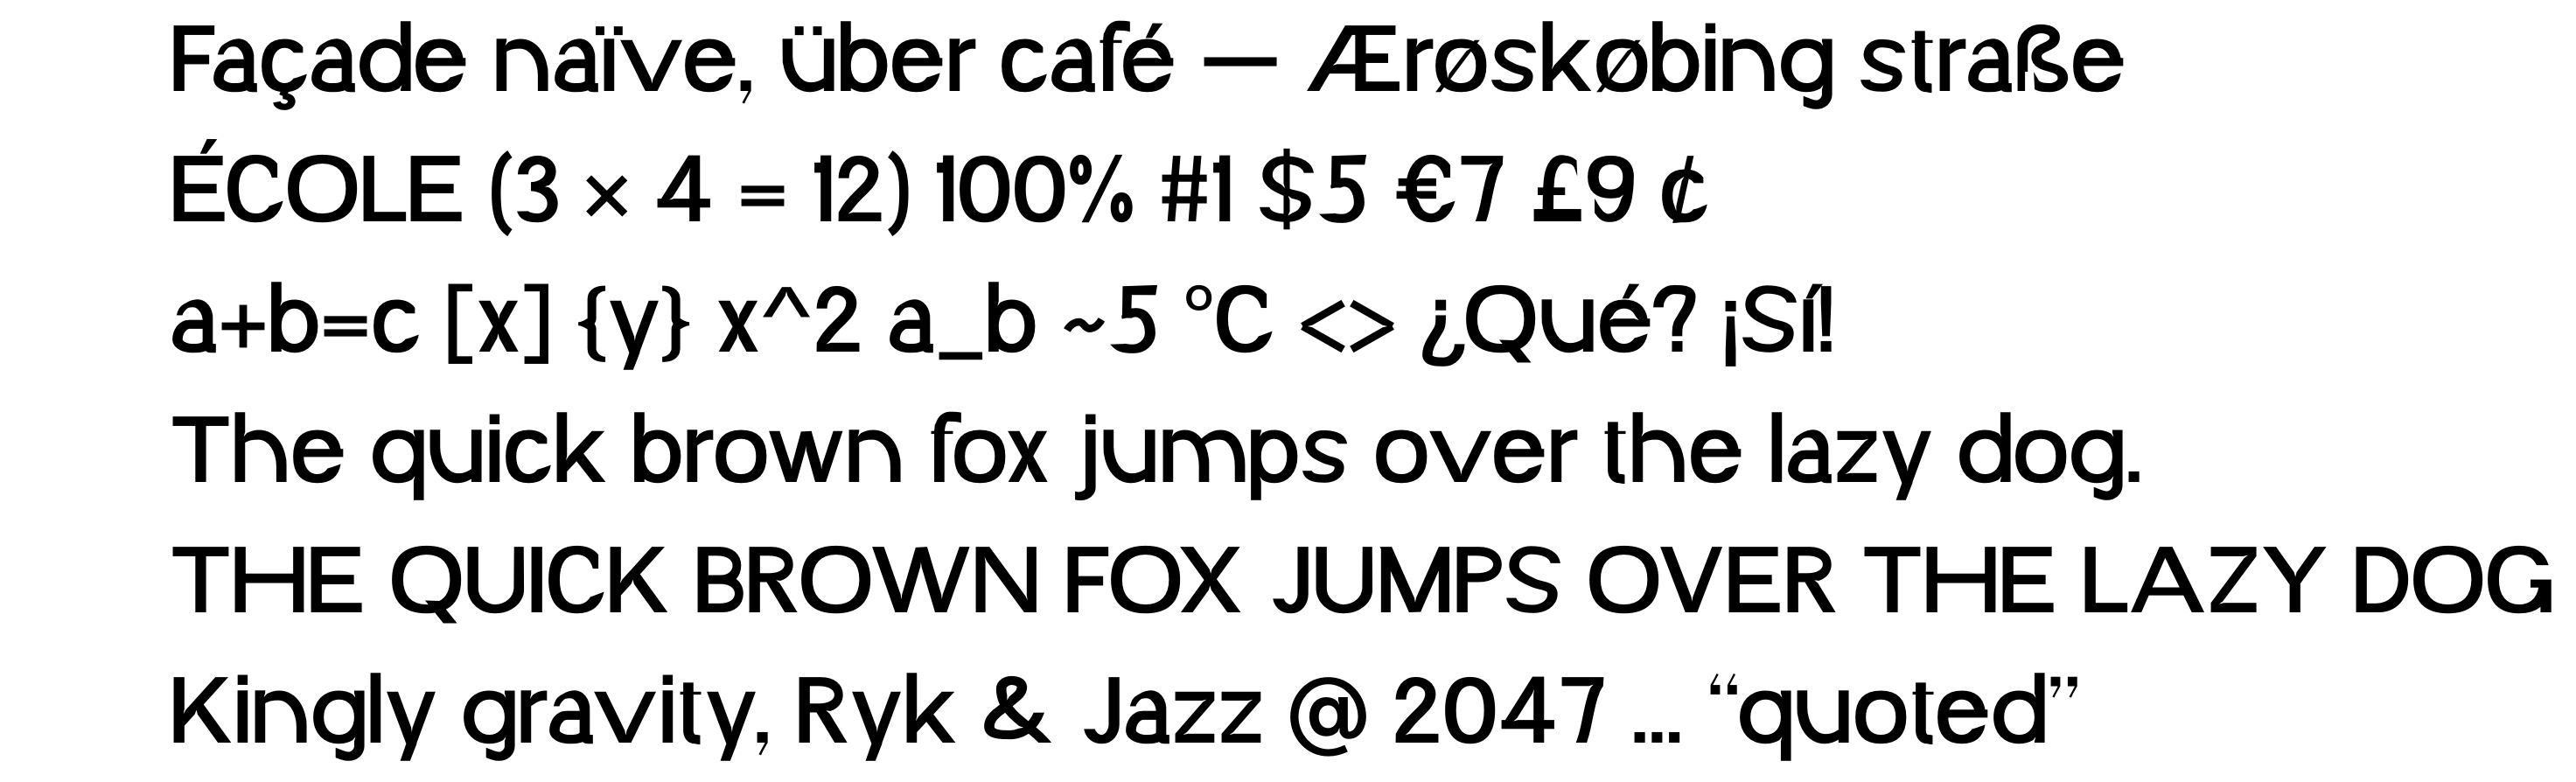 Façade naïve, über café — Ærøskøbing straße
ÉCOLE (3 × 4 = 12) 100% #1 $5 €7 £9 ¢
a+b=c [x] {y} x^2 a_b ~5 °C <> ¿Qué? ¡Sí!
The quick brown fox jumps over the lazy dog.
THE QUICK BROWN FOX JUMPS OVER THE LAZY DOG
Kingly gravity, Ryk & Jazz @ 2047 … “quoted”